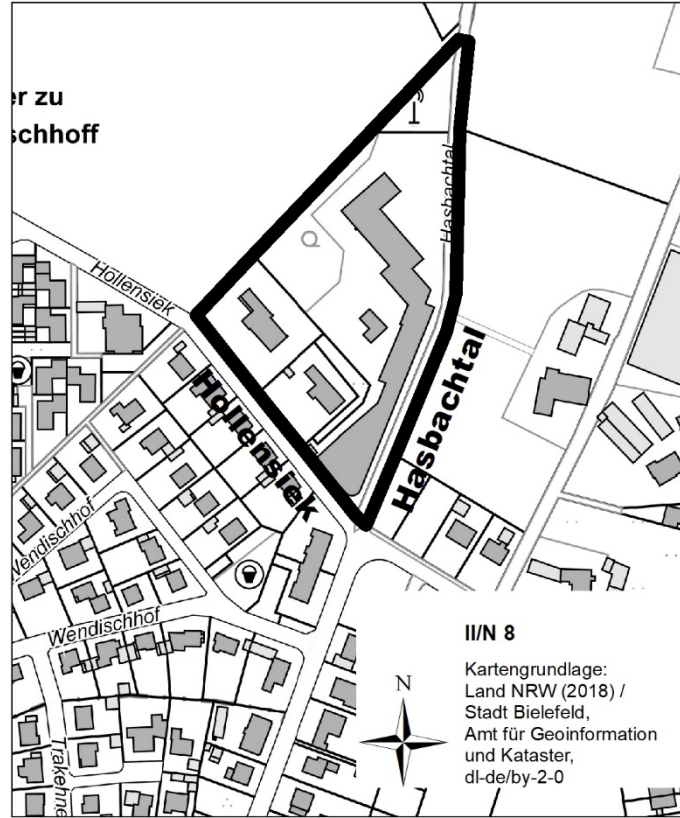 er zu
schhoff
Hasbachtal
Hollensiek
Hollensiek
Hasbachtal
Wendischhof
Wendischhof
Trakehne
II/N 8
Kartengrundlage:
Land NRW (2018) /
Stadt Bielefeld,
Amt für Geoinformation
und Kataster,
dl-de/by-2-0
N